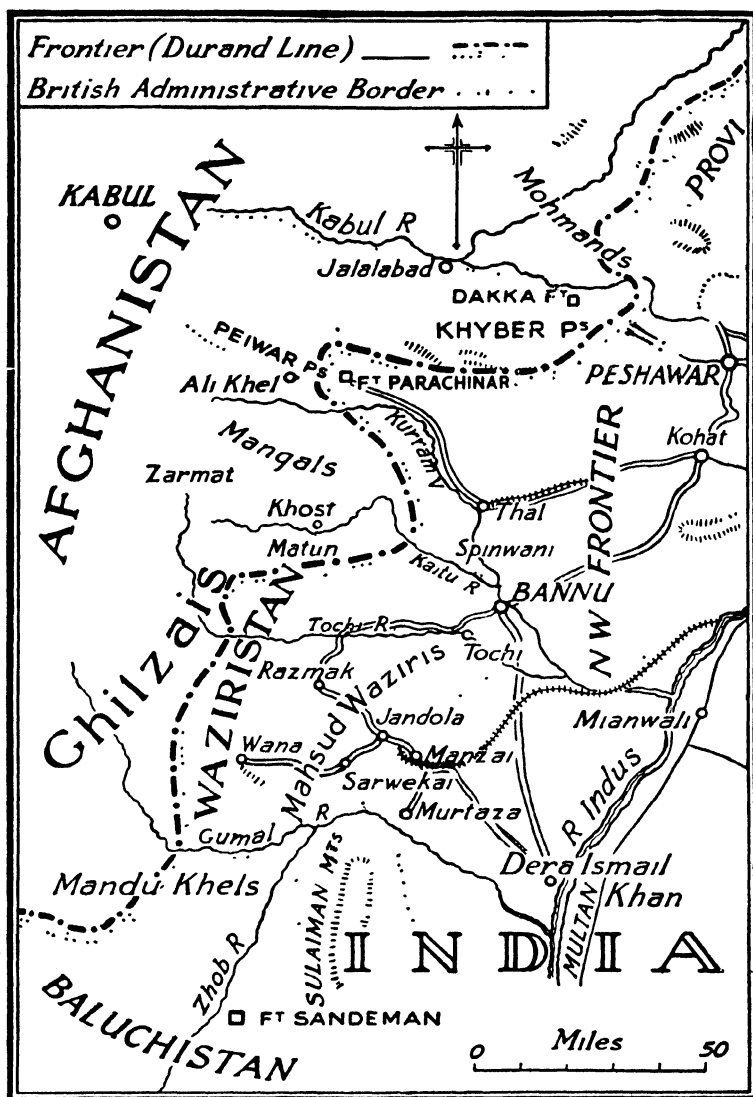 Frontier (Durand Line)
British Administrative Border
PROVI
KABUL
Kabul R
Mohmands
Jalalabad
AFGHANISTAN
DAKKA FT
KHYBER Ps
PEIWAR Ps
Ali Khel
FT PARACHINAR
PESHAWAR
Kurram V
Kohat
Mangals
Zarmat
NW FRONTIER
Khost
Thal
Matun
Spinwani
Kaitu R
BANNU
Ghilzais
WAZIRISTAN
Tochi R
Tochi
Razmak
Mahsud Waziris
Jandola
Mianwali
Wana
Manzai
Sarwekai
R Indus
Murtaza
Gumal R
Dera Ismail
Khan
Mandu Khels
SULAIMAN MTS
MULTAN
INDIA
Zhob R
BALUCHISTAN
FT SANDEMAN
Miles
0 50